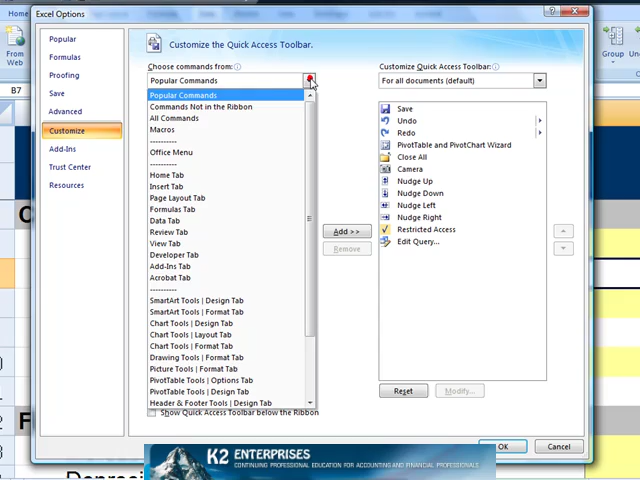 Excel Options
Home
Popular
Formulas
Proofing
Save
Advanced
Customize
Add-Ins
Trust Center
Resources
Customize the Quick Access Toolbar.
Choose commands from:
Popular Commands
Popular Commands
Commands Not in the Ribbon
All Commands
Macros
----------
Office Menu
----------
Home Tab
Insert Tab
Page Layout Tab
Formulas Tab
Data Tab
Review Tab
View Tab
Developer Tab
Add-Ins Tab
Acrobat Tab
----------
SmartArt Tools | Design Tab
SmartArt Tools | Format Tab
Chart Tools | Design Tab
Chart Tools | Layout Tab
Chart Tools | Format Tab
Drawing Tools | Format Tab
Picture Tools | Format Tab
PivotTable Tools | Options Tab
PivotTable Tools | Design Tab
Header & Footer Tools | Design Tab
Show Quick Access Toolbar below the Ribbon
Add >>
Remove
Customize Quick Access Toolbar:
For all documents (default)
Save
Undo
Redo
PivotTable and PivotChart Wizard
Close All
Camera
Nudge Up
Nudge Down
Nudge Left
Nudge Right
Restricted Access
Edit Query...
Reset
Modify...
OK
Cancel
From
Web
B7
Group
K2 ENTERPRISES
CONTINUING PROFESSIONAL EDUCATION FOR ACCOUNTING AND FINANCIAL PROFESSIONALS